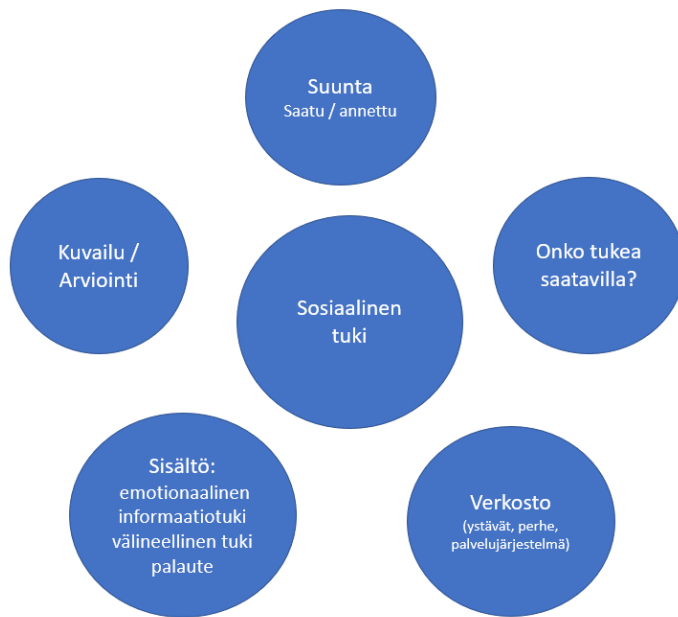 Suunta
Saatu / annettu
Kuvailu /
Arviointi
Onko tukea
saatavilla?
Sosiaalinen
tuki
Sisältö:
emotionaalinen
informaatiotuki
välineellinen tuki
palaute
Verkosto
(ystävät, perhe,
palvelujärjestelmä)